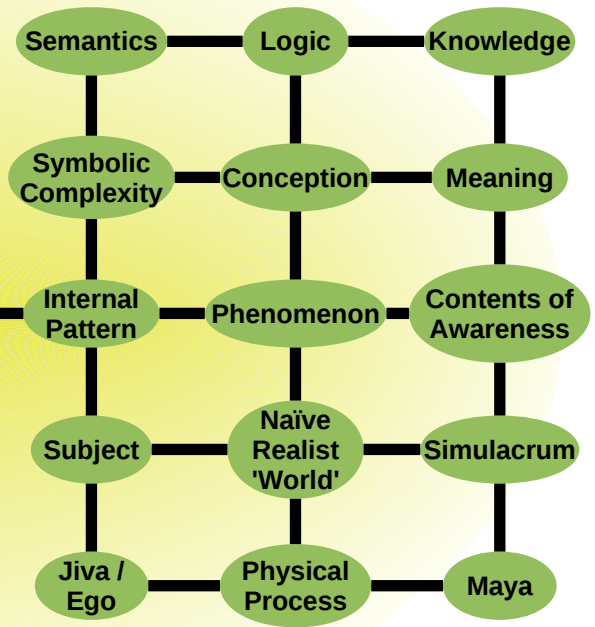 Semantics
Logic
Knowledge
Symbolic
Complexity
Conception
Meaning
Internal
Pattern
Phenomenon
Contents of
Awareness
Subject
Naïve
Realist
'World'
Simulacrum
Jiva /
Ego
Physical
Process
Maya